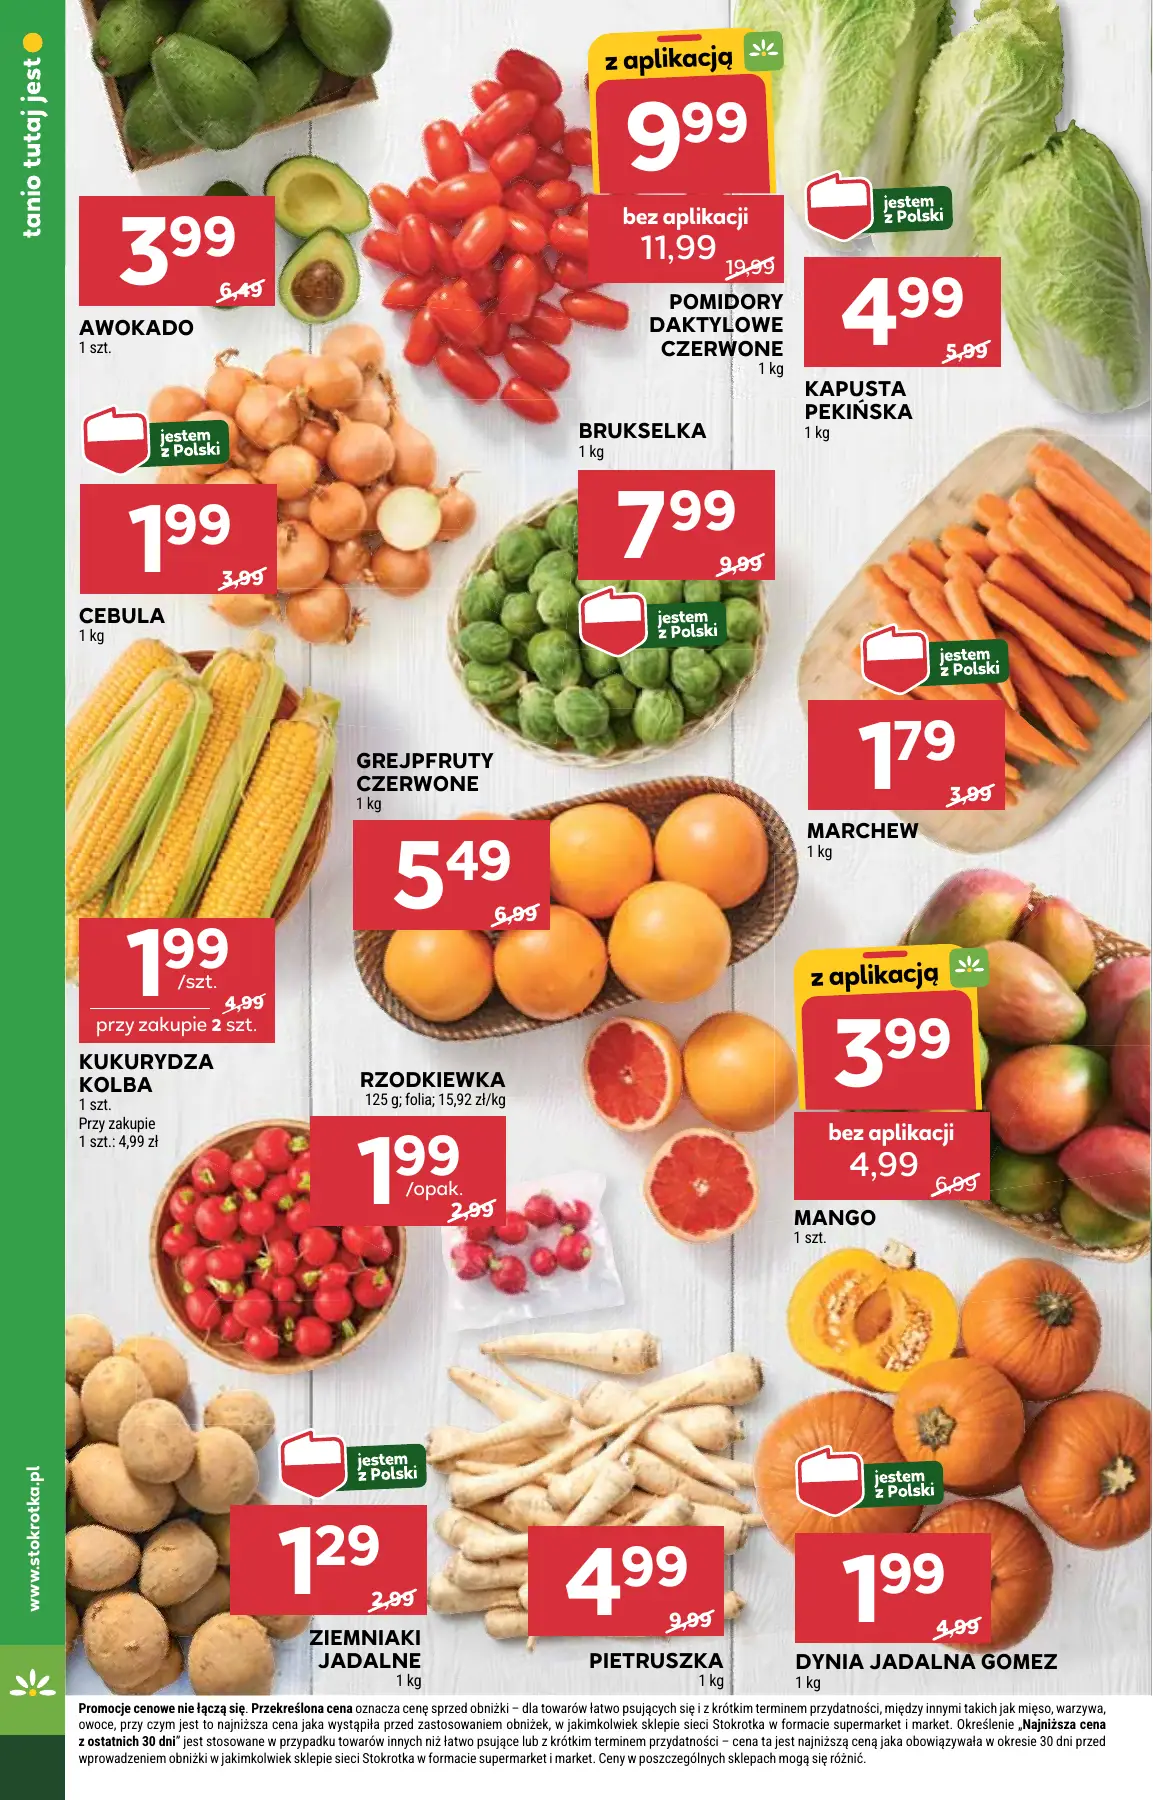 tanio tutaj jest
3 99
6,49
AWOKADO
1 szt.
z aplikacją
9 99
bez aplikacji
11,99
19,99
POMIDORY
DAKTYLOWE
CZERWONE
1 kg
jestem
z Polski
4 99
5,99
KAPUSTA
PEKIŃSKA
1 kg
jestem
z Polski
1 99
3,99
CEBULA
1 kg
BRUKSELKA
1 kg
7 99
9,99
jestem
z Polski
jestem
z Polski
1 79
3,99
MARCHEW
1 kg
GREJPFRUTY
CZERWONE
1 kg
5 49
6,99
1 99
/szt.
4,99
przy zakupie 2 szt.
KUKURYDZA
KOLBA
1 szt.
Przy zakupie
1 szt.: 4,99 zł
RZODKIEWKA
125 g; folia; 15,92 zł/kg
1 99
/opak.
2,99
z aplikacją
3 99
bez aplikacji
4,99
6,99
MANGO
1 szt.
jestem
z Polski
1 29
2,99
ZIEMNIAKI
JADALNE
1 kg
4 99
9,99
PIETRUSZKA
1 kg
jestem
z Polski
1 99
4,99
DYNIA JADALNA GOMEZ
1 kg
www.stokrotka.pl
Promocje cenowe nie łączą się. Przekreślona cena oznacza cenę sprzed obniżki – dla towarów łatwo psujących się i z krótkim terminem przydatności, między innymi takich jak mięso, warzywa,
owoce, przy czym jest to najniższa cena jaka wystąpiła przed zastosowaniem obniżek, w jakimkolwiek sklepie sieci Stokrotka w formacie supermarket i market. Określenie „Najniższa cena
z ostatnich 30 dni” jest stosowane w przypadku towarów innych niż łatwo psujące lub z krótkim terminem przydatności – cena ta jest najniższą ceną jaka obowiązywała w okresie 30 dni przed
wprowadzeniem obniżki w jakimkolwiek sklepie sieci Stokrotka w formacie supermarket i market. Ceny w poszczególnych sklepach mogą się różnić.